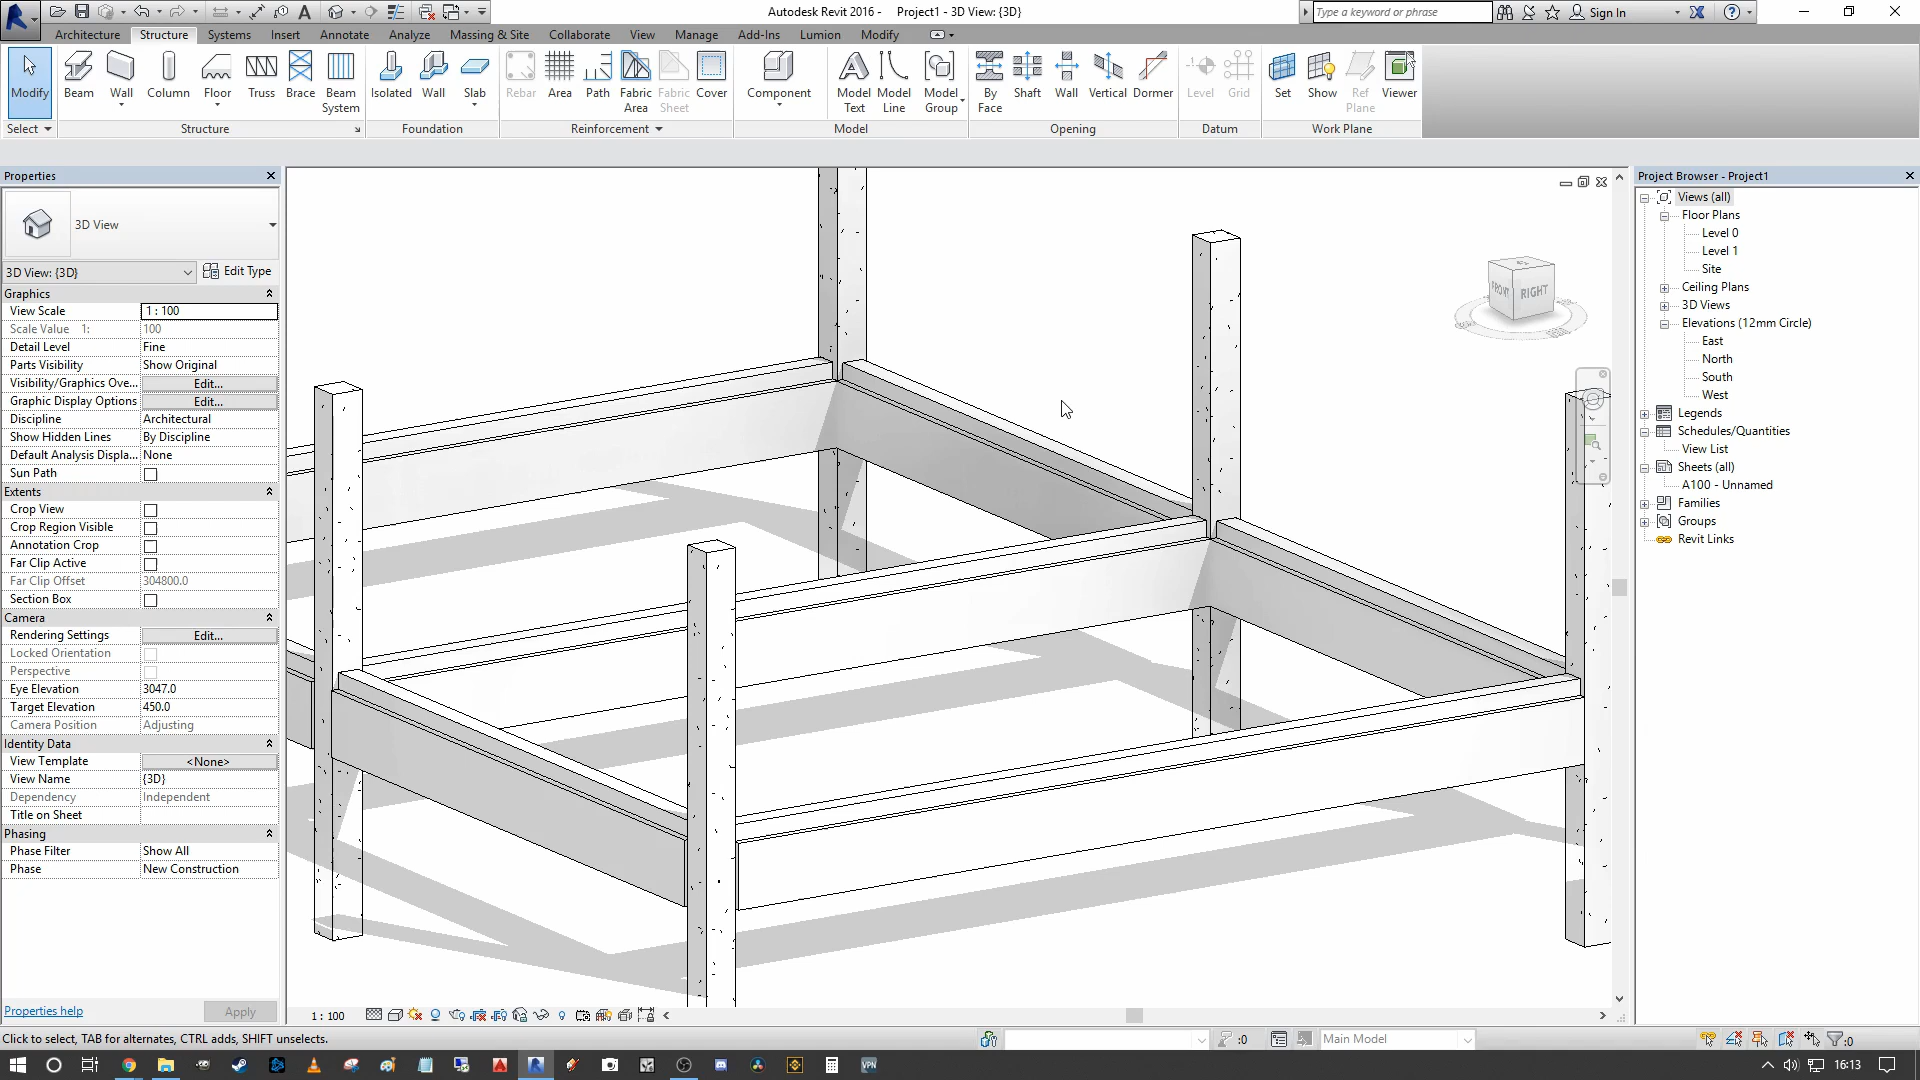 Autodesk Revit 2016 - Project1 - 3D View: {3D}
Type a keyword or phrase
Sign In
Architecture Structure Systems Insert Annotate Analyze Massing & Site Collaborate View Manage Add-Ins Lumion Modify
Modify
Beam
Wall
Column
Floor
Truss
Brace
Beam System
Isolated
Wall
Slab
Rebar
Area
Path
Fabric Area
Fabric Sheet
Cover
Component
Model Text
Model Line
Model Group
By Face
Shaft
Wall
Vertical
Dormer
Level
Grid
Set
Show
Ref Plane
Viewer
Select
Structure
Foundation
Reinforcement
Model
Opening
Datum
Work Plane
Properties
3D View
3D View: {3D}
Edit Type
Graphics
View Scale 1 : 100
Scale Value 1: 100
Detail Level Fine
Parts Visibility Show Original
Visibility/Graphics Ove... Edit...
Graphic Display Options Edit...
Discipline Architectural
Show Hidden Lines By Discipline
Default Analysis Displa... None
Sun Path
Extents
Crop View
Crop Region Visible
Annotation Crop
Far Clip Active
Far Clip Offset 304800.0
Section Box
Camera
Rendering Settings Edit...
Locked Orientation
Perspective
Eye Elevation 3047.0
Target Elevation 450.0
Camera Position Adjusting
Identity Data
View Template <None>
View Name {3D}
Dependency Independent
Title on Sheet
Phasing
Phase Filter Show All
Phase New Construction
Properties help
Apply
FRONT
RIGHT
Project Browser - Project1
Views (all)
Floor Plans
Level 0
Level 1
Site
Ceiling Plans
3D Views
Elevations (12mm Circle)
East
North
South
West
Legends
Schedules/Quantities
View List
Sheets (all)
A100 - Unnamed
Families
Groups
Revit Links
1 : 100
Click to select, TAB for alternates, CTRL adds, SHIFT unselects.
:0
Main Model
:0
VPN
16:13